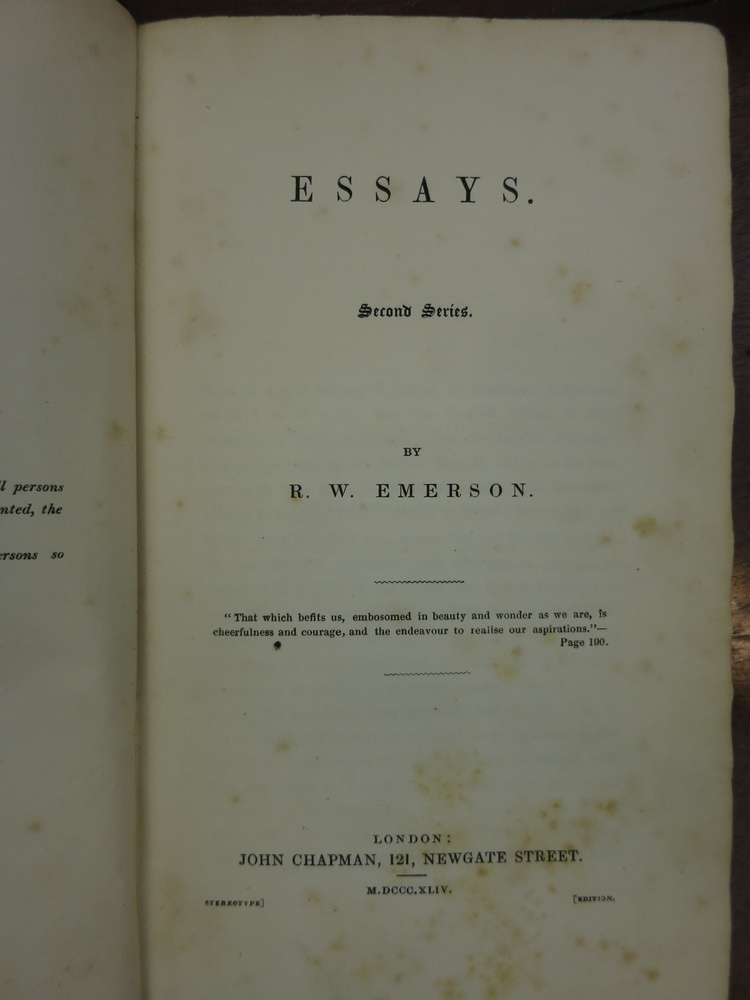 persons
the
so
ESSAYS.
Second Series.
BY
R. W. EMERSON.
“That which befits us, embosomed in beauty and wonder as we are, is
cheerfulness and courage, and the endeavour to realise our aspirations.”—
Page 190.
LONDON:
JOHN CHAPMAN, 121, NEWGATE STREET.
M.DCCC.XLIV.
STEREOTYPE] [EDITION.